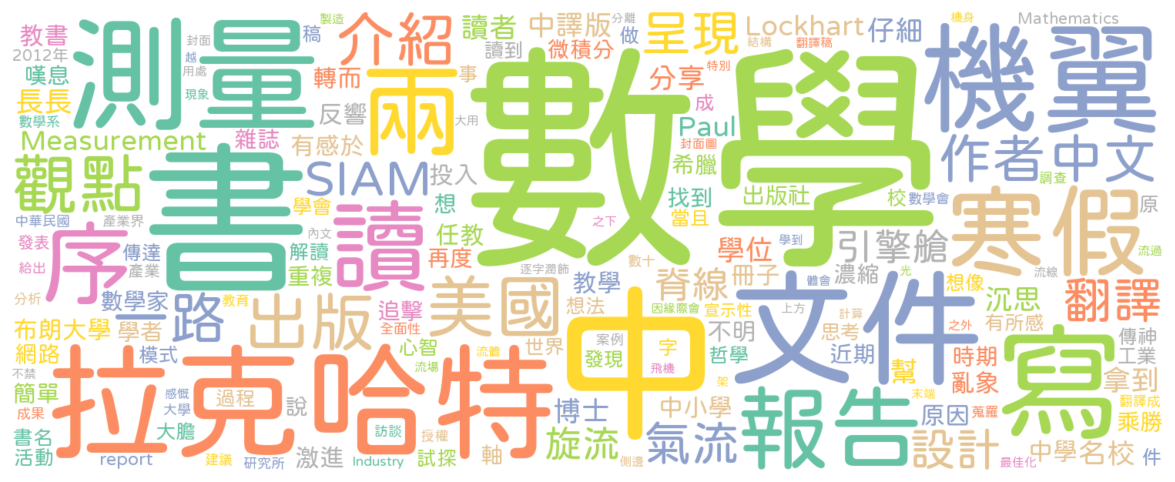 數學
測量
書
兩
中
機翼
寒假
拉克哈特
文件
寫
讀
序
報告
出版
美國
觀點
介紹
呈現
作者
中文
翻譯
一路
SIAM
氣流
設計
引擎艙
脊線
旋流
Measurement
Lockhart
Paul
中譯版
讀者
仔細
教書
2012年
嘆息
長長
數學系
封面
越
用處
現象
製造
稿
轉而
反響
雜誌
有感於
讀到
微積分
做
事
分離
結構
翻譯稿
分享
特別
成
封面圖
希臘
投入
大用
機身
Mathematics
找到
當且
出版社
校
數學會
調查
原
學會
想
任教
解讀
重複
再度
之下
內文
中華民國
產業界
發表
傳達
給出
產業
數學家
分析
教育
布朗大學
學者
網路
模式
追擊
全面性
心智
逐字潤飾
數十
學位
學到
教學
冊子
濃縮
體會
光
流線
流過
想像
沉思
有所感
想法
因緣際會
宣示性
世界
案例
發現
字
不明
哲學
上方
思考
計算
近期
之外
幫
時期
亂象
傳神
工業
拿到
不禁
簡單
成果
書名
活動
感慨
大學
過程
大膽
report
建議
研究所
說
激進
訪談
Industry
授權
試探
流體
流場
軸
博士
飛機
中小學
架
側邊
原因
末端
蒐羅
最佳化
中學
名校
翻譯成
乘勝
件